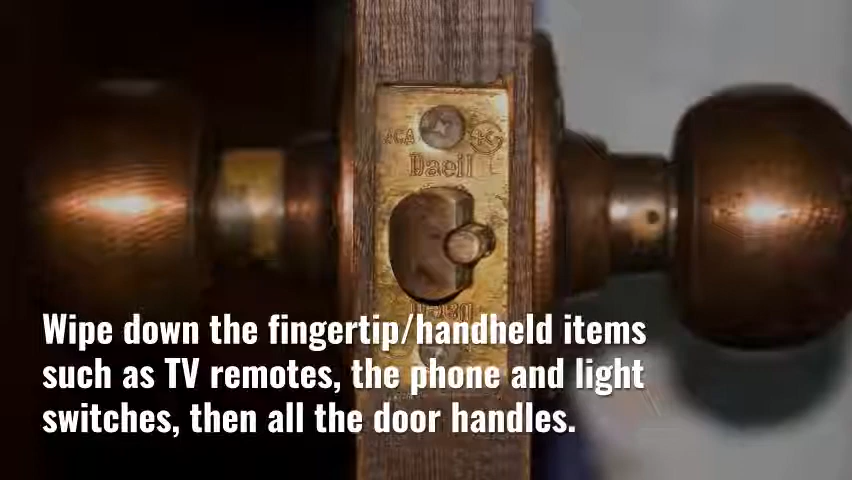 Daeil
Wipe down the fingertip/handheld items
such as TV remotes, the phone and light
switches, then all the door handles.